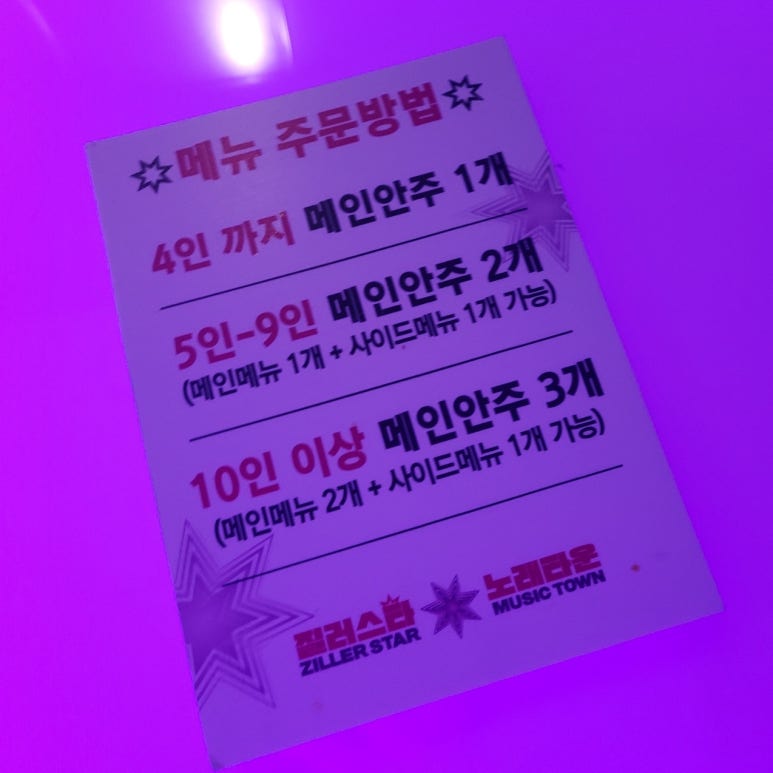 메뉴 주문방법
4인 까지 메인안주 1개
5인-9인 메인안주 2개
(메인메뉴 1개 + 사이드메뉴 1개 가능)
10인 이상 메인안주 3개
(메인메뉴 2개 + 사이드메뉴 1개 가능)
질러스타 노래타운
ZILLER STAR MUSIC TOWN